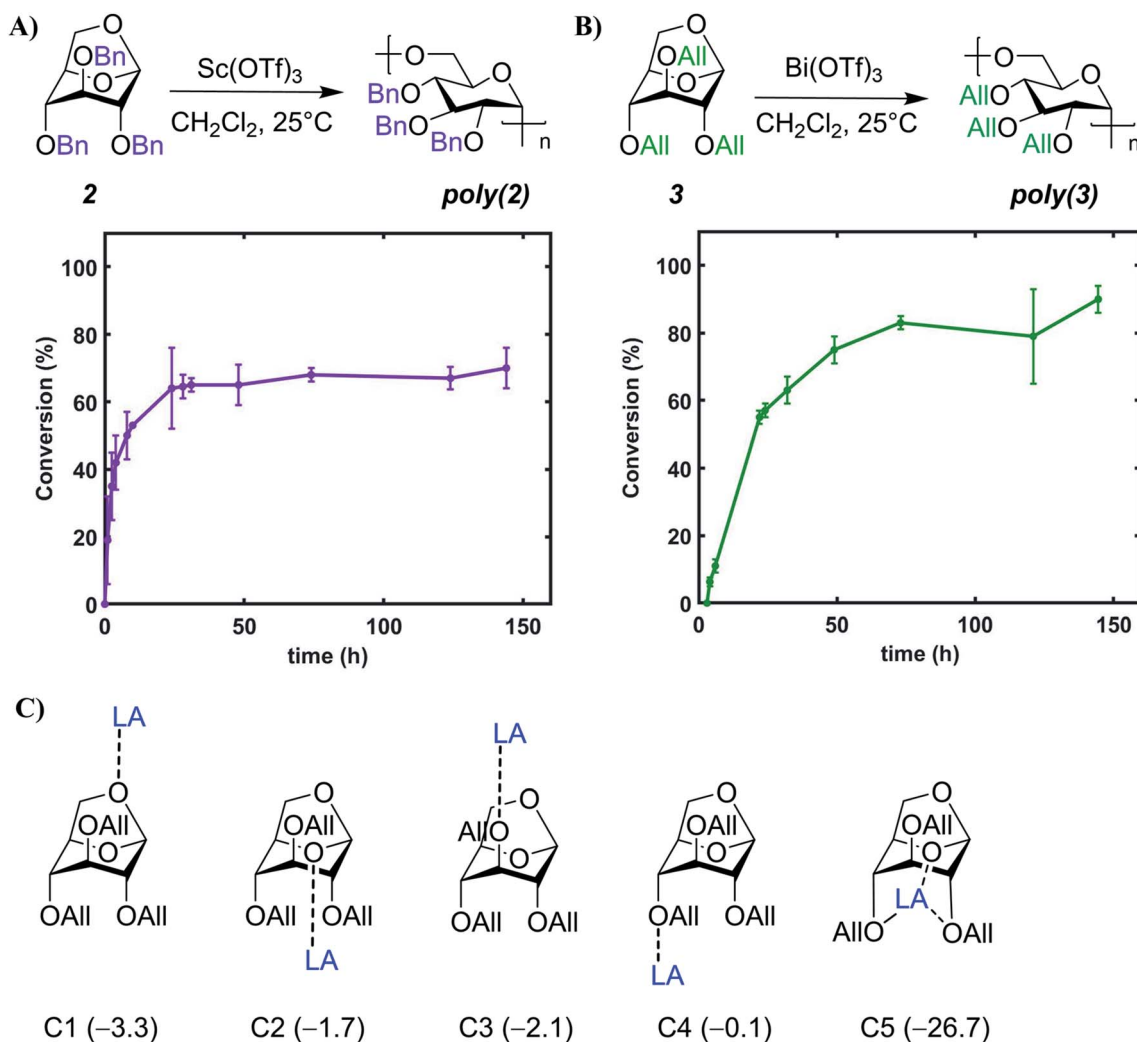 A)
O
OBn
O
OBn OBn
Sc(OTf)3
CH2Cl2, 25°C
O
O
BnO
BnO
BnO
n
2
poly(2)
Conversion (%)
100
80
60
40
20
0
0 50 100 150
time (h)
B)
O
OAll
O
OAll OAll
Bi(OTf)3
CH2Cl2, 25°C
O
O
AllO
AllO
AllO
n
3
poly(3)
Conversion (%)
100
80
60
40
20
0
0 50 100 150
time (h)
C)
LA
O
OAll
O
OAll OAll
C1 (−3.3)
O
OAll
O
OAll OAll
LA
C2 (−1.7)
LA
O
AllO
O
OAll OAll
C3 (−2.1)
O
OAll
O
OAll OAll
LA
C4 (−0.1)
O
OAll
O
LA
AllO OAll
C5 (−26.7)